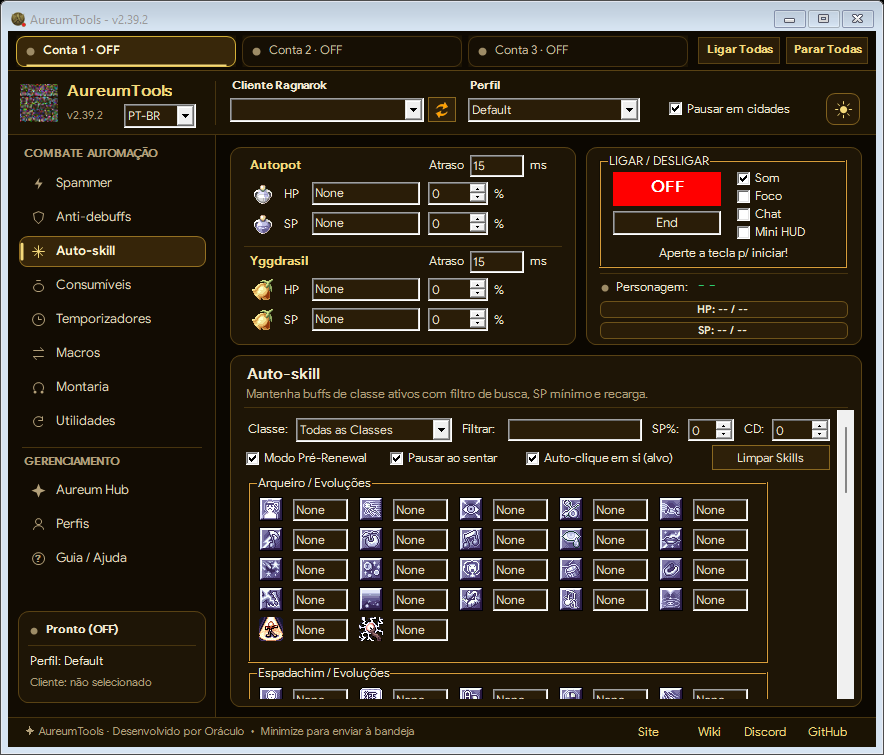 AureumTools - v2.39.2
Conta 1 · OFF
Conta 2 · OFF
Conta 3 · OFF
Ligar Todas
Parar Todas
AureumTools
v2.39.2
PT-BR
Cliente Ragnarok
Perfil
Default
Pausar em cidades
COMBATE AUTOMAÇÃO
Spammer
Anti-debuffs
Auto-skill
Consumíveis
Temporizadores
Macros
Montaria
Utilidades
GERENCIAMENTO
Aureum Hub
Perfis
Guia / Ajuda
Pronto (OFF)
Perfil: Default
Cliente: não selecionado
Autopot
Atraso 15 ms
HP None 0 %
SP None 0 %
Yggdrasil
Atraso 15 ms
HP None 0 %
SP None 0 %
LIGAR / DESLIGAR
OFF
End
Som
Foco
Chat
Mini HUD
Aperte a tecla p/ iniciar!
Personagem: - -
HP: -- / --
SP: -- / --
Auto-skill
Mantenha buffs de classe ativos com filtro de busca, SP mínimo e recarga.
Classe: Todas as Classes Filtrar: SP%: 0 CD: 0
Modo Pré-Renewal Pausar ao sentar Auto-clique em si (alvo) Limpar Skills
Arqueiro / Evoluções
None None None None None
None None None None None
None None None None None
None None None None None
None None
Espadachim / Evoluções
None None None None None
AureumTools · Desenvolvido por Oráculo • Minimize para enviar à bandeja
Site Wiki Discord GitHub